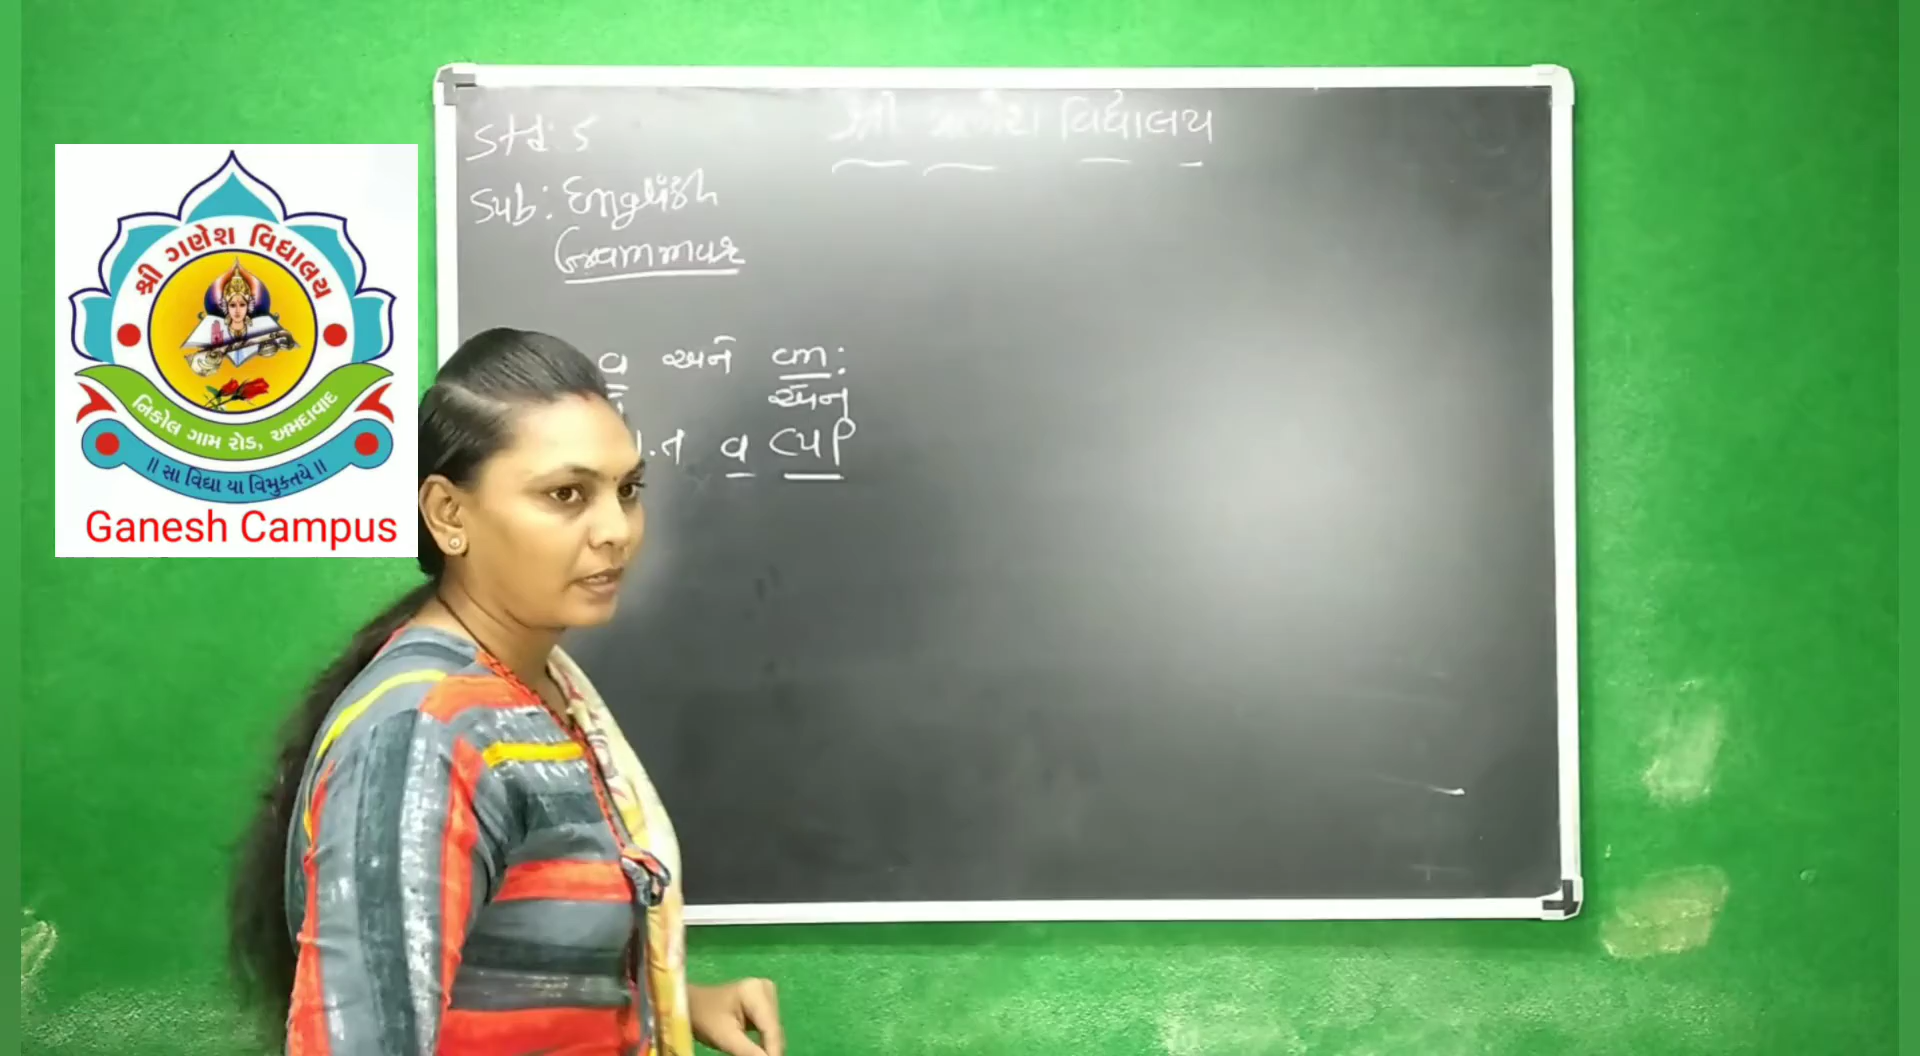 શ્રી ગણેશ વિદ્યાલય
નિકોલ ગામ રોડ, અમદાવાદ
॥ સા વિદ્યા યા વિમુક્તયે ॥
Ganesh Campus
શ્રી ગણેશ વિદ્યાલય
Std: 5
Sub: English
Grammar
a અને an:
અૅન
a cup